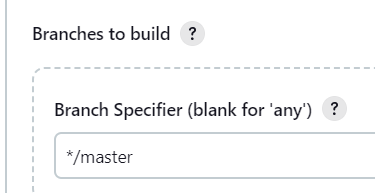 Branches to build ?
Branch Specifier (blank for 'any') ?
*/master